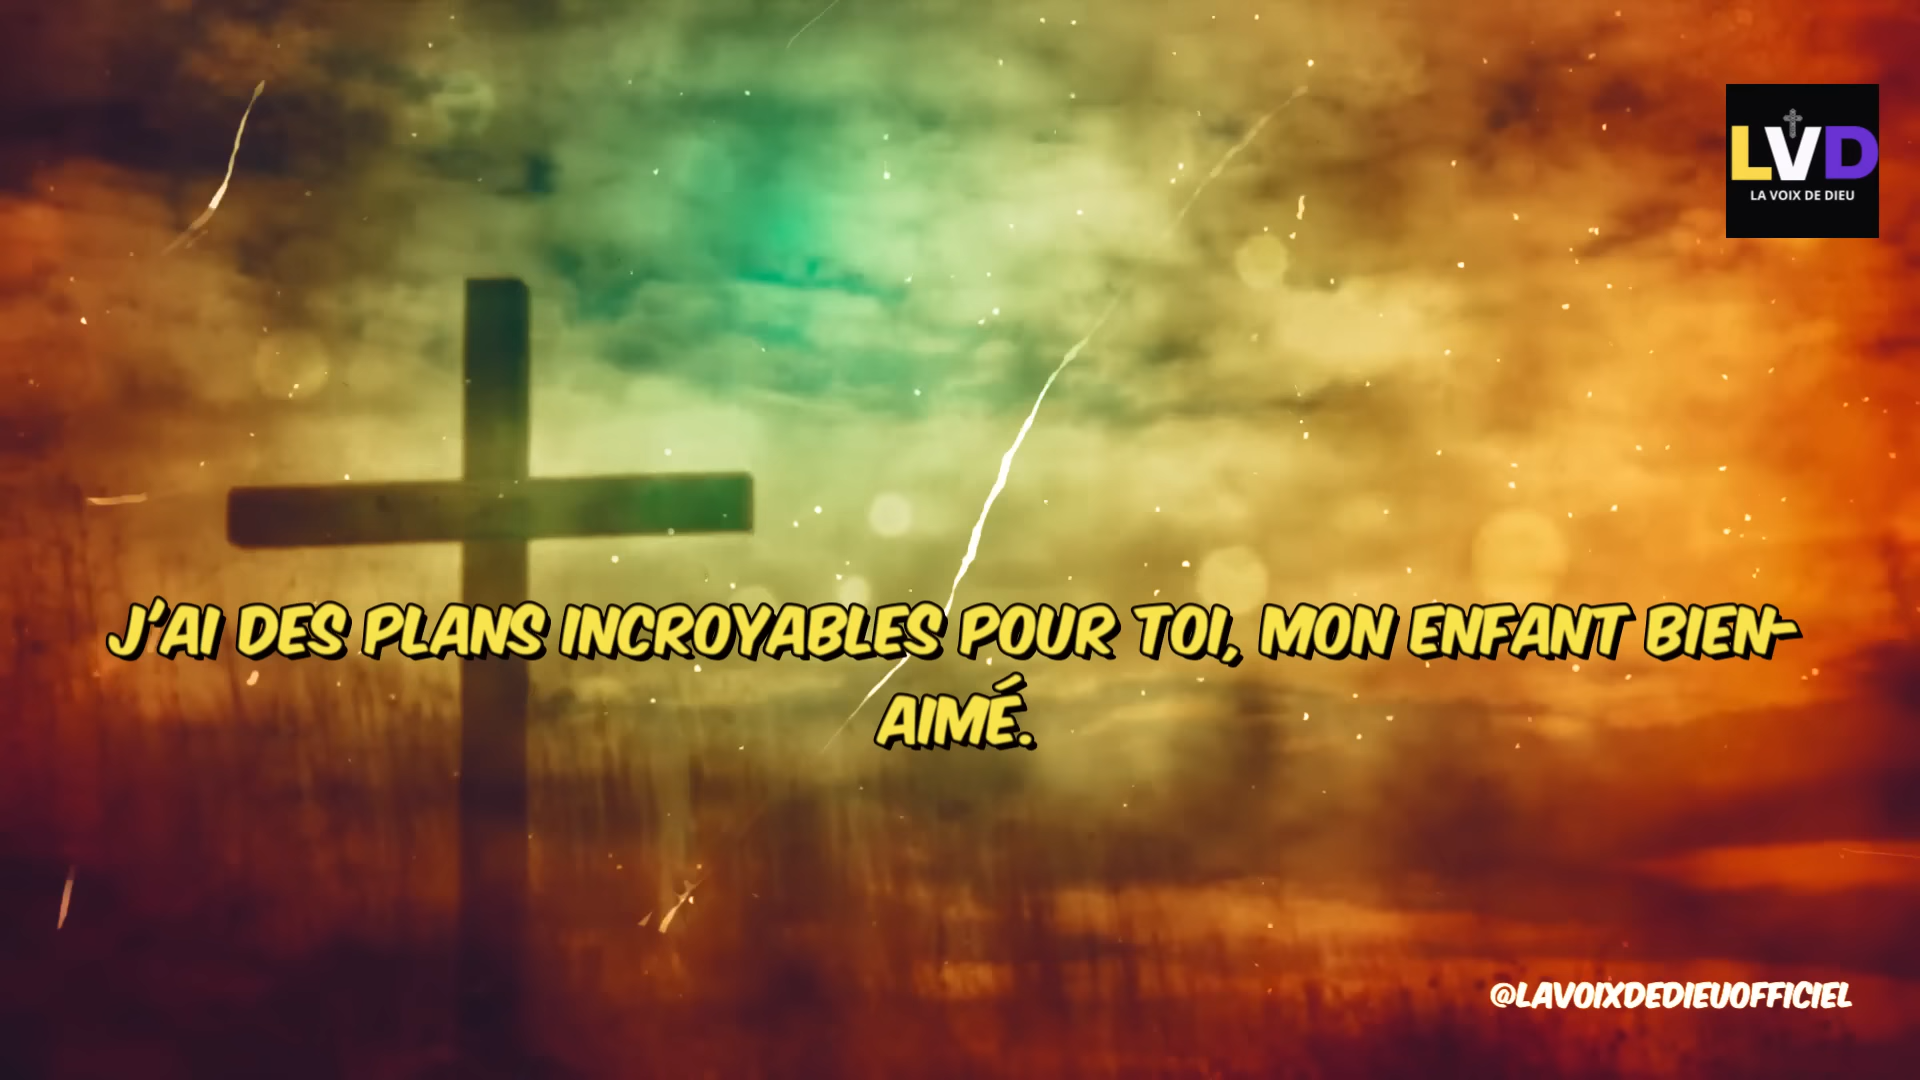 LVD
LA VOIX DE DIEU
J'AI DES PLANS INCROYABLES POUR TOI, MON ENFANT BIEN-
AIMÉ.
@LAVOIXDEDIEUOFFICIEL